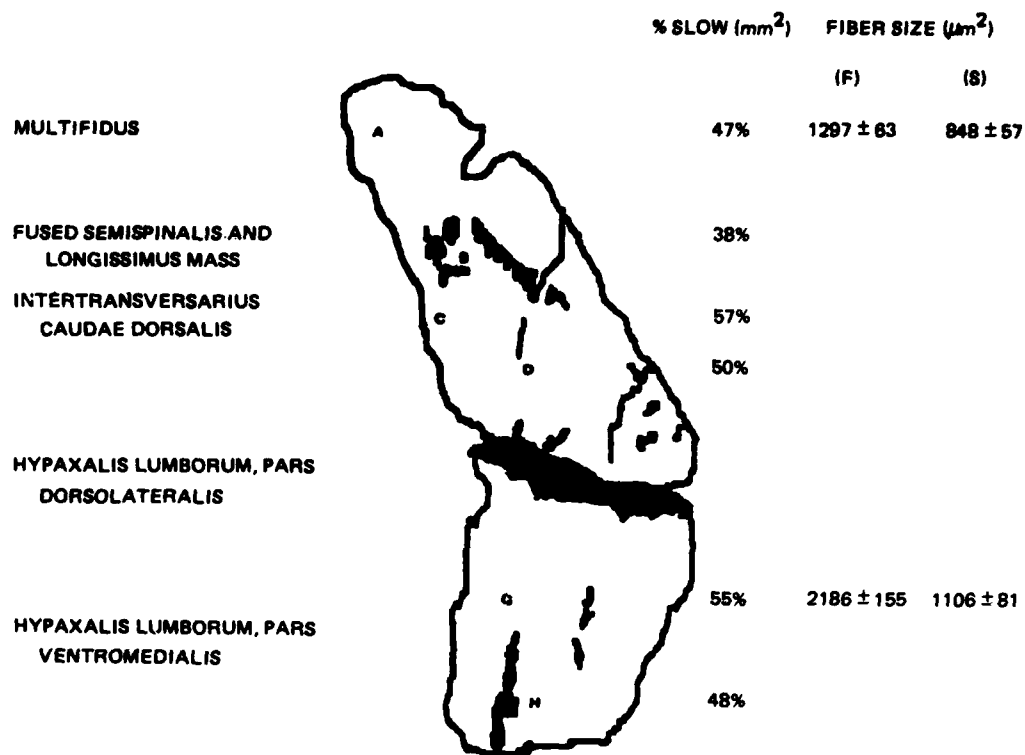 % SLOW (mm²) FIBER SIZE (μm²)
(F) (S)
MULTIFIDUS A 47% 1297 ± 63 848 ± 57
FUSED SEMISPINALIS AND 38%
LONGISSIMUS MASS B
INTERTRANSVERSARIUS
CAUDAE DORSALIS C 57%
D 50%
HYPAXALIS LUMBORUM, PARS
DORSOLATERALIS
G 55% 2186 ± 155 1106 ± 81
HYPAXALIS LUMBORUM, PARS
VENTROMEDIALIS
H 48%